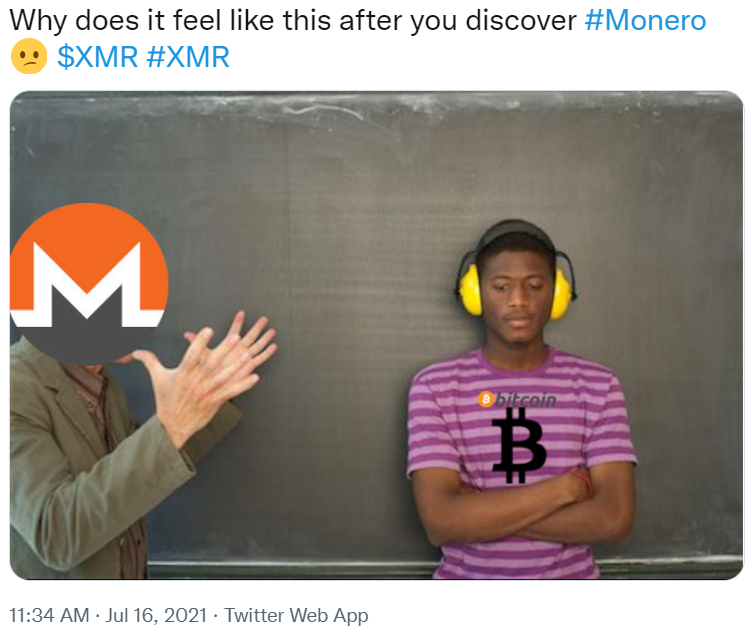 Why does it feel like this after you discover #Monero
😕 $XMR #XMR
bitcoin
11:34 AM · Jul 16, 2021 · Twitter Web App